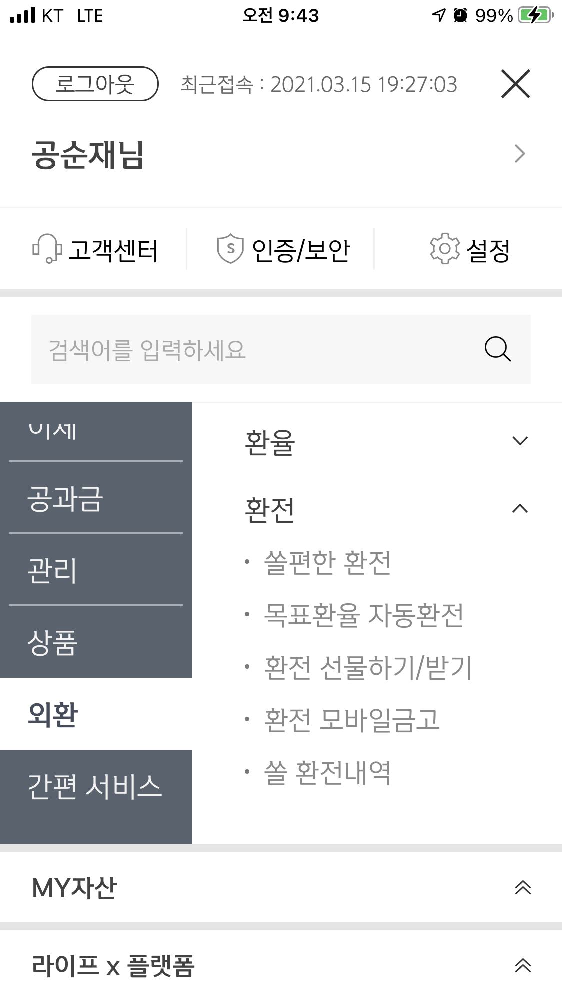 KT LTE 오전 9:43 99%
로그아웃 최근접속 : 2021.03.15 19:27:03
공순재님
고객센터 S 인증/보안 설정
검색어를 입력하세요
이체
환율
공과금
환전
관리
쏠편한 환전
목표환율 자동환전
상품
환전 선물하기/받기
외환
환전 모바일금고
간편 서비스
쏠 환전내역
MY자산
라이프 x 플랫폼